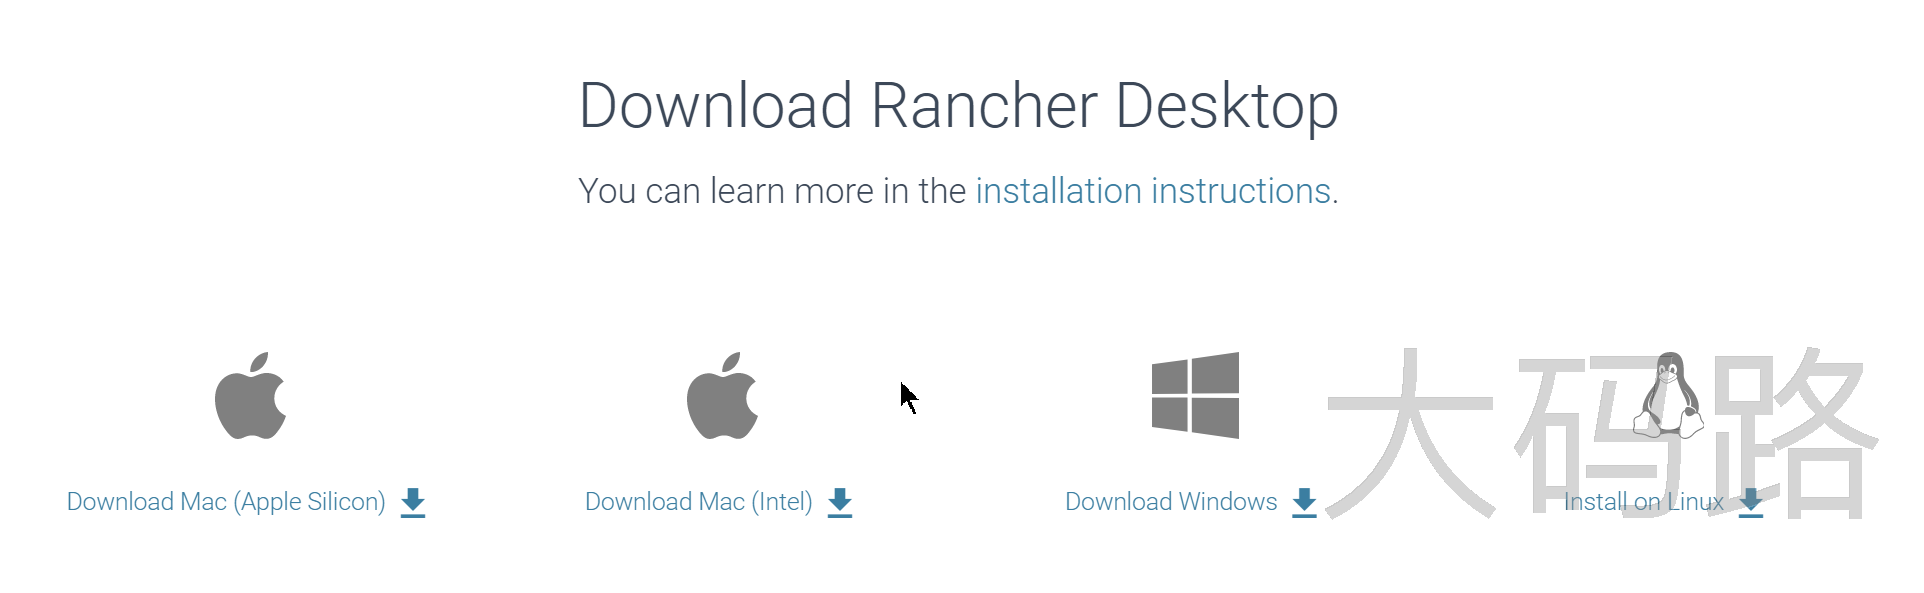 Download Rancher Desktop
You can learn more in the installation instructions.
Download Mac (Apple Silicon)
Download Mac (Intel)
Download Windows
Install on Linux
大码路